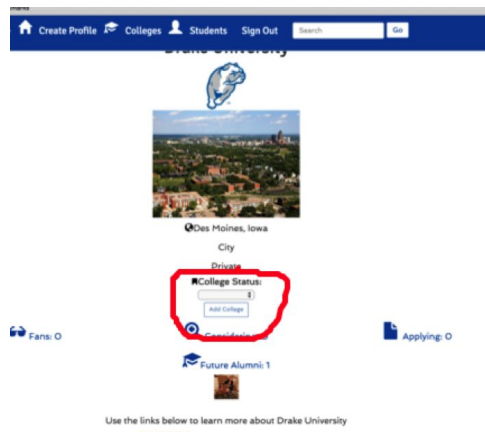 Create Profile Colleges Students Sign Out Search Go
Drake University
Des Moines, Iowa
City
Private
College Status:
Add College
Fans: 0
Applying: 0
Future Alumni: 1
Use the links below to learn more about Drake University